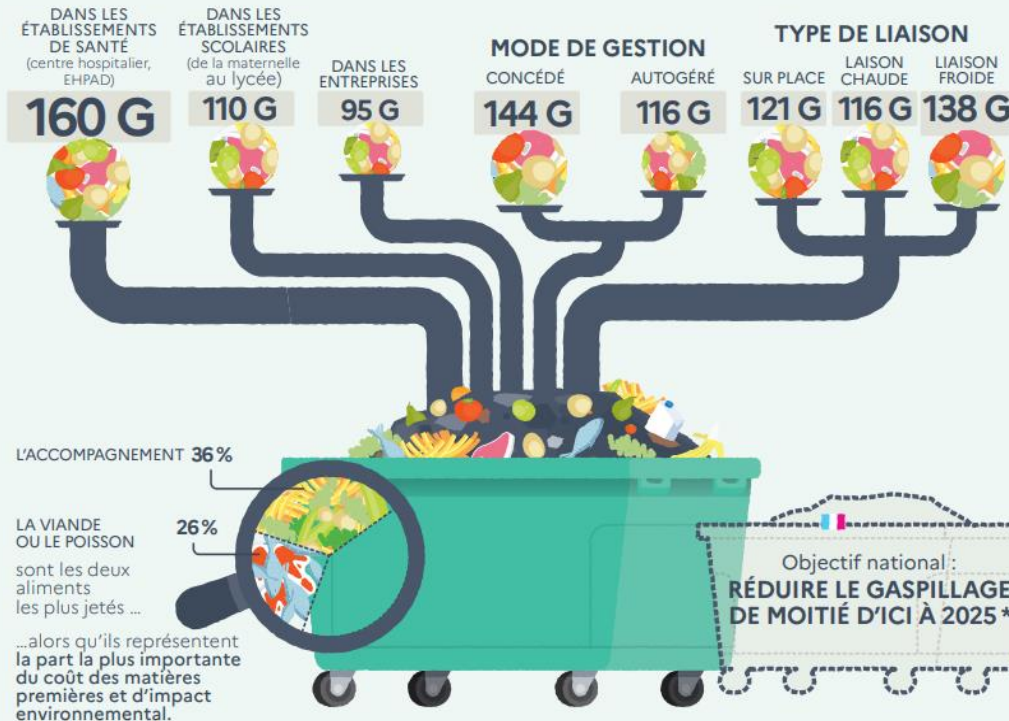 DANS LES
ÉTABLISSEMENTS
DE SANTÉ
(centre hospitalier,
EHPAD)
160 G
DANS LES
ÉTABLISSEMENTS
SCOLAIRES
(de la maternelle
au lycée)
110 G
DANS LES
ENTREPRISES
95 G
MODE DE GESTION
CONCÉDÉ
144 G
AUTOGÉRÉ
116 G
TYPE DE LIAISON
SUR PLACE
121 G
LAISON
CHAUDE
116 G
LIAISON
FROIDE
138 G
L'ACCOMPAGNEMENT 36%
LA VIANDE
OU LE POISSON
26%
sont les deux
aliments
les plus jetés ...
...alors qu'ils représentent
la part la plus importante
du coût des matières
premières et d'impact
environnemental.
Objectif national :
RÉDUIRE LE GASPILLAGE
DE MOITIÉ D'ICI À 2025 *